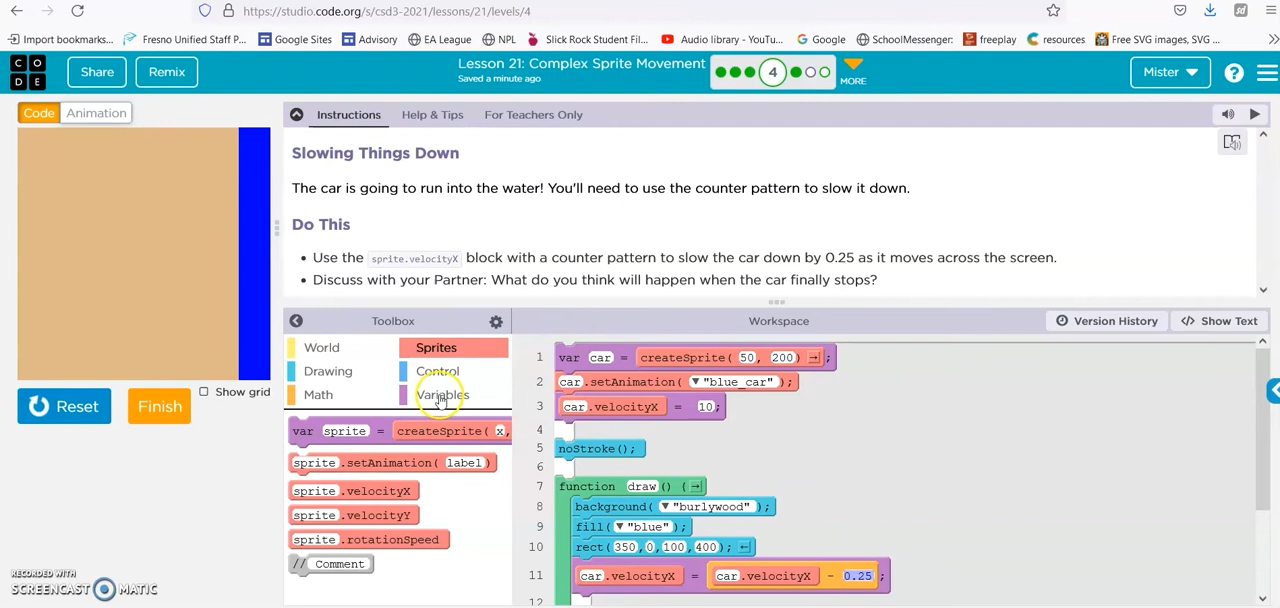 https://studio.code.org/s/csd3-2021/lessons/21/levels/4
Import bookmarks...
Fresno Unified Staff P...
Google Sites
Advisory
EA League
NPL
Slick Rock Student Fil...
Audio library - YouTu...
Google
SchoolMessenger:
freeplay
resources
Free SVG images, SVG ...
C O
D E
Share
Remix
Lesson 21: Complex Sprite Movement
Saved a minute ago
4
MORE
Mister
?
Code
Animation
Instructions
Help & Tips
For Teachers Only
Slowing Things Down
The car is going to run into the water! You'll need to use the counter pattern to slow it down.
Do This
• Use the sprite.velocityX block with a counter pattern to slow the car down by 0.25 as it moves across the screen.
• Discuss with your Partner: What do you think will happen when the car finally stops?
Reset
Finish
Show grid
Toolbox
Workspace
Version History
</> Show Text
World
Sprites
Drawing
Control
Math
Variables
var sprite = createSprite( x,
sprite.setAnimation( label )
sprite.velocityX
sprite.velocityY
sprite.rotationSpeed
// Comment
1 var car = createSprite( 50, 200) →;
2 car.setAnimation( ▼ "blue_car" );
3 car.velocityX = 10;
4
5 noStroke();
6
7 function draw() { →
8 background( ▼ "burlywood" );
9 fill( ▼ "blue" );
10 rect(350,0,100,400); ←
11 car.velocityX = car.velocityX - 0.25;
12
RECORDED WITH
SCREENCAST MATIC